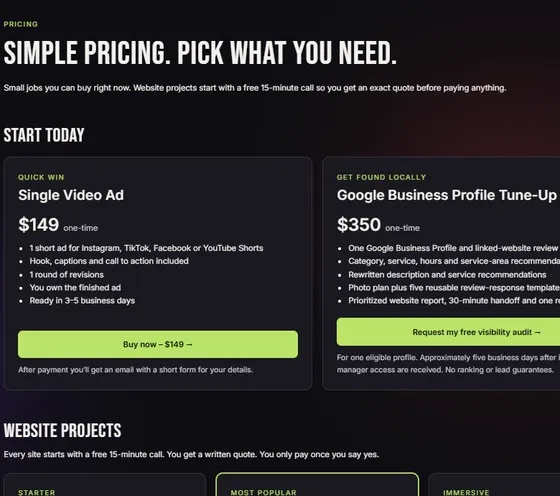 PRICING
SIMPLE PRICING. PICK WHAT YOU NEED.
Small jobs you can buy right now. Website projects start with a free 15-minute call so you get an exact quote before paying anything.
START TODAY
QUICK WIN
Single Video Ad
$149 one-time
• 1 short ad for Instagram, TikTok, Facebook or YouTube Shorts
• Hook, captions and call to action included
• 1 round of revisions
• You own the finished ad
• Ready in 3–5 business days
Buy now – $149 →
After payment you'll get an email with a short form for your details.
GET FOUND LOCALLY
Google Business Profile Tune-Up
$350 one-time
• One Google Business Profile and linked-website review
• Category, service, hours and service-area
• Rewritten description and service recommendations
• Photo plan plus five reusable review-response
• Prioritized website report, 30-minute handoff and one
Request my free visibility audit →
For one eligible profile. Approximately five business days after
manager access are received. No ranking or lead guarantees.
WEBSITE PROJECTS
Every site starts with a free 15-minute call. You get a written quote. You only pay once you say yes.
STARTER
MOST POPULAR
IMMERSIVE